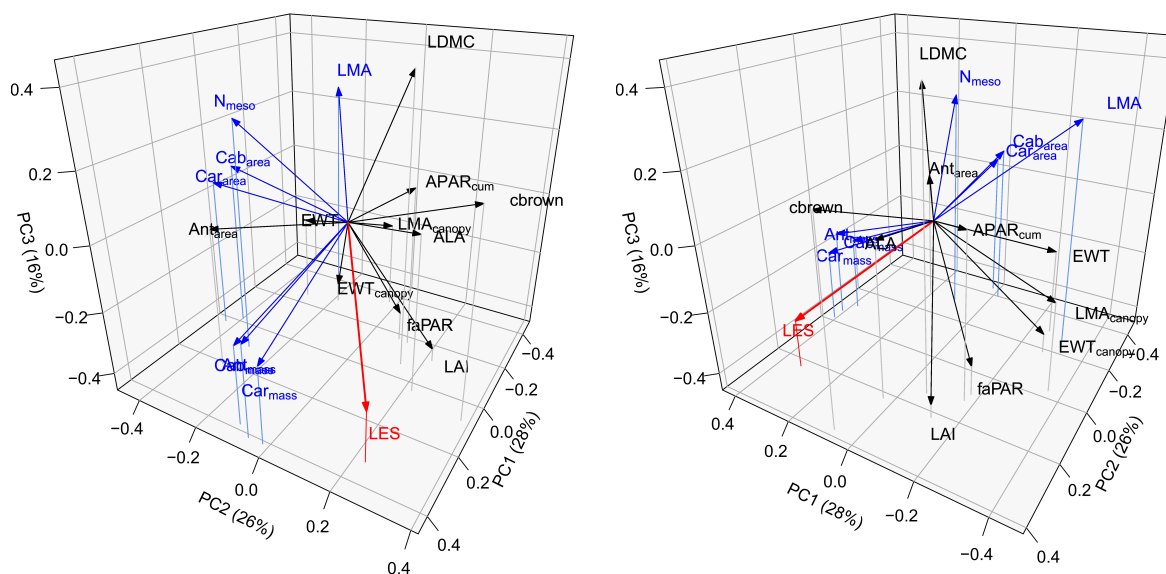 LDMC
LMA
0.4
N_meso
Cab_area
0.2
Car_area
APAR_cum
cbrown
Ant_area
EWT
LMA_canopy
ALA
PC3 (16%)
0.0
EWT_canopy
faPAR
−0.2
LAI
−0.4
Car_mass
LES
−0.4
−0.2
0.0
0.2
0.4
PC2 (26%)
−0.4
−0.2
0.0
0.2
0.4
PC1 (28%)
LDMC
N_meso
LMA
0.4
Cab_area
Car_area
Ant_area
0.2
cbrown
APAR_cum
ALA
EWT
Car_mass
PC3 (16%)
0.0
−0.2
LES
LMA_canopy
EWT_canopy
faPAR
−0.4
LAI
0.4
0.2
0.0
−0.2
−0.4
PC1 (28%)
−0.4
−0.2
0.0
0.2
0.4
PC2 (26%)